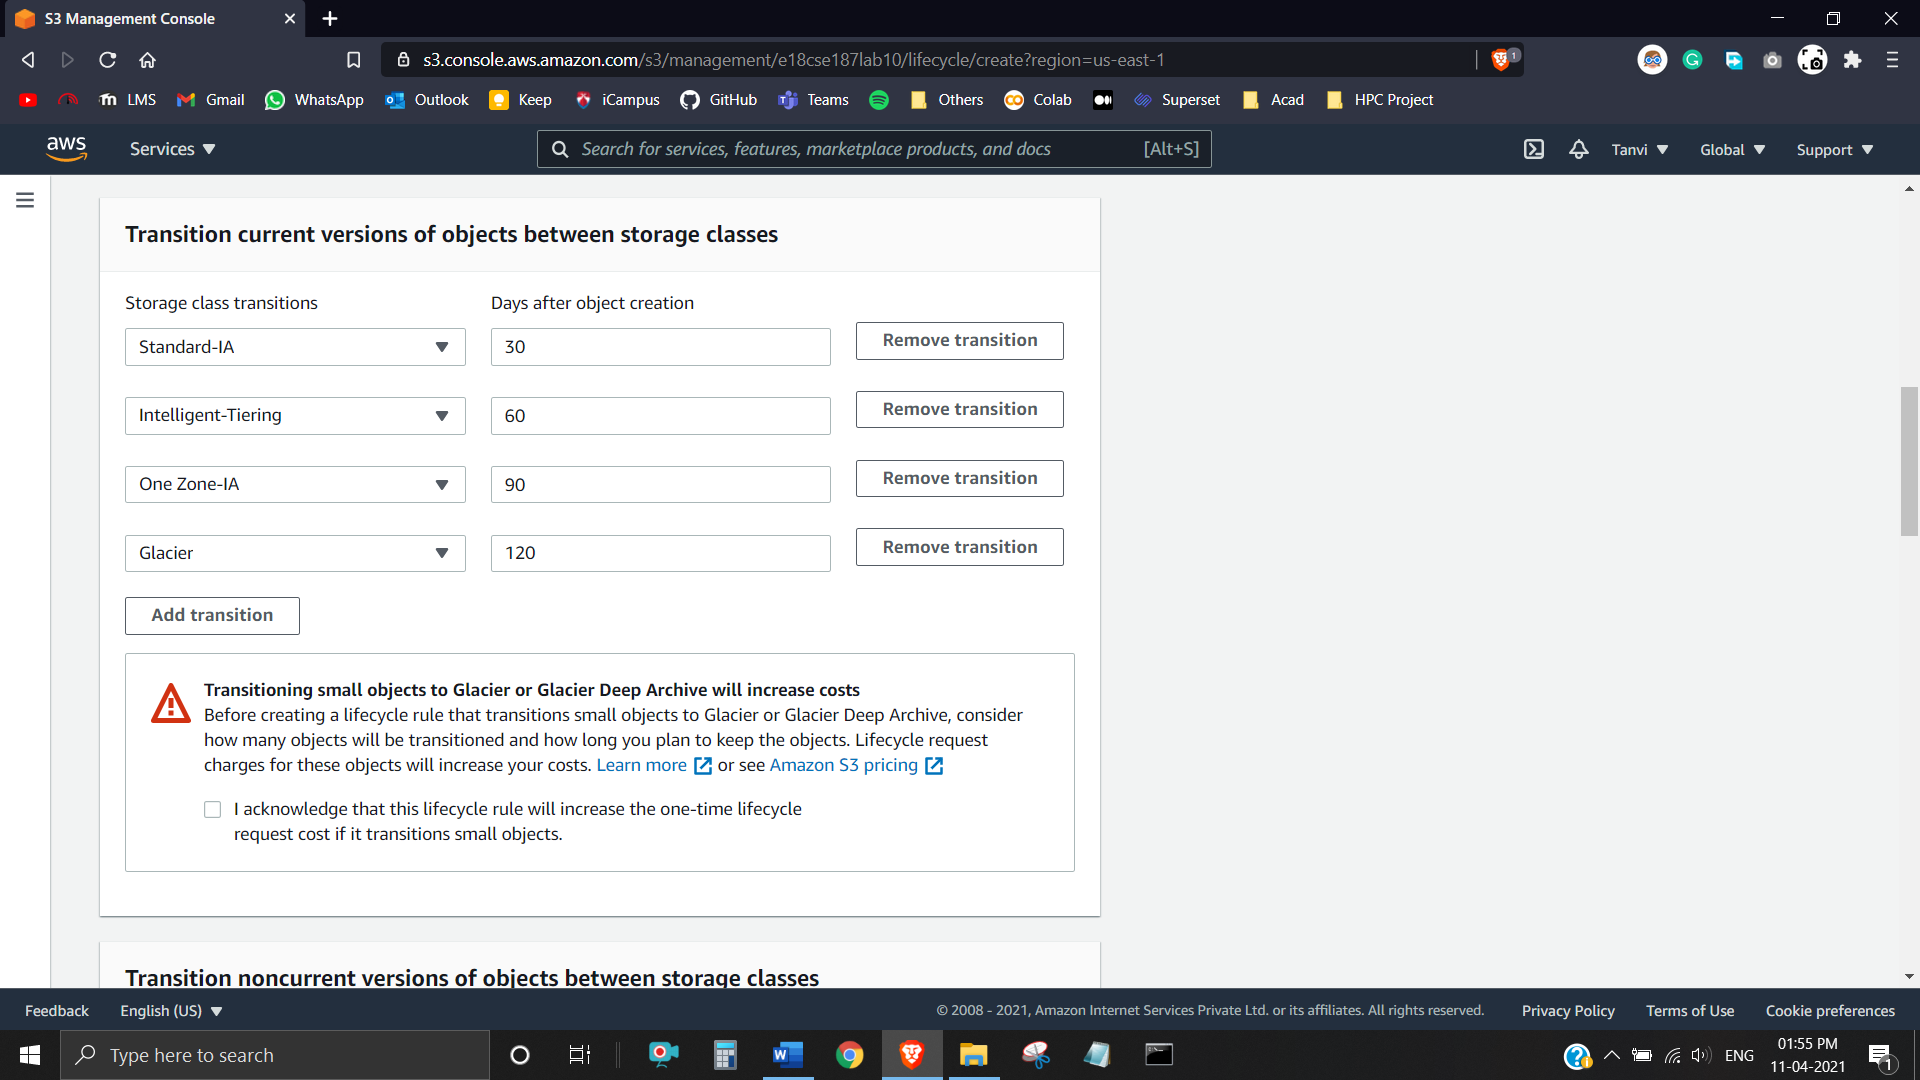 S3 Management Console
s3.console.aws.amazon.com/s3/management/e18cse187lab10/lifecycle/create?region=us-east-1
1
LMS Gmail WhatsApp Outlook Keep iCampus GitHub Teams Others Colab Superset Acad HPC Project
aws Services Search for services, features, marketplace products, and docs [Alt+S] Tanvi Global Support
Transition current versions of objects between storage classes
Storage class transitions Days after object creation
Standard-IA 30 Remove transition
Intelligent-Tiering 60 Remove transition
One Zone-IA 90 Remove transition
Glacier 120 Remove transition
Add transition
Transitioning small objects to Glacier or Glacier Deep Archive will increase costs
Before creating a lifecycle rule that transitions small objects to Glacier or Glacier Deep Archive, consider
how many objects will be transitioned and how long you plan to keep the objects. Lifecycle request
charges for these objects will increase your costs. Learn more or see Amazon S3 pricing
I acknowledge that this lifecycle rule will increase the one-time lifecycle
request cost if it transitions small objects.
Transition noncurrent versions of objects between storage classes
Feedback English (US) © 2008 - 2021, Amazon Internet Services Private Ltd. or its affiliates. All rights reserved. Privacy Policy Terms of Use Cookie preferences
Type here to search ENG 01:55 PM
11-04-2021 1